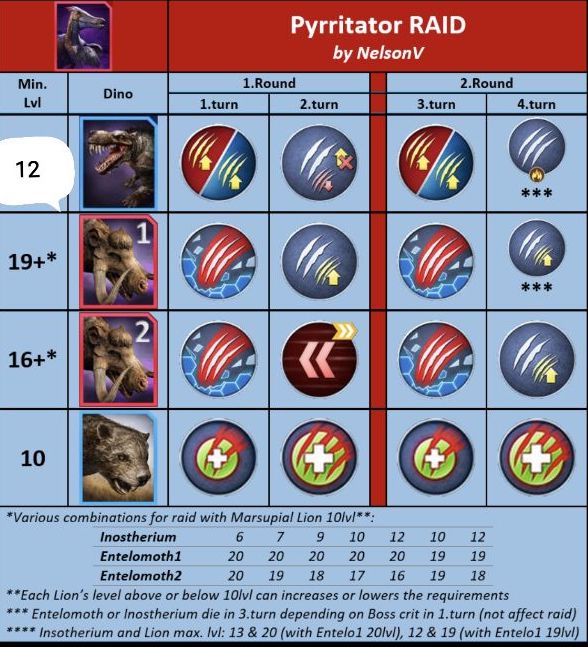 Pyrritator RAID
by NelsonV
Min. Lvl
Dino
1.Round
2.Round
1.turn
2.turn
3.turn
4.turn
12
***
19+*
1
***
16+*
2
10
*Various combinations for raid with Marsupial Lion 10lvl**:
Inostherium 6 7 9 10 12 10 12
Entelomoth1 20 20 20 20 20 19 19
Entelomoth2 20 19 18 17 16 19 18
**Each Lion's level above or below 10lvl can increases or lowers the requirements
*** Entelomoth or Inostherium die in 3.turn depending on Boss crit in 1.turn (not affect raid)
**** Insotherium and Lion max. lvl: 13 & 20 (with Entelo1 20lvl), 12 & 19 (with Entelo1 19lvl)